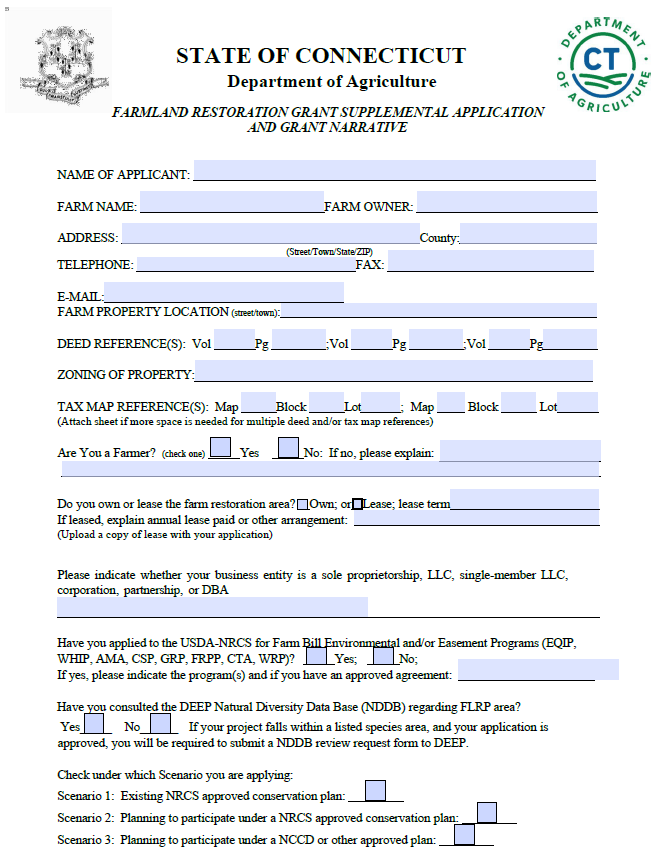 STATE OF CONNECTICUT
Department of Agriculture
DEPARTMENT OF AGRICULTURE
CT
FARMLAND RESTORATION GRANT SUPPLEMENTAL APPLICATION
AND GRANT NARRATIVE
NAME OF APPLICANT:
FARM NAME: FARM OWNER:
ADDRESS: County:
(Street/Town/State/ZIP)
TELEPHONE: FAX:
E-MAIL:
FARM PROPERTY LOCATION (street/town):
DEED REFERENCE(S): Vol Pg ;Vol Pg ;Vol Pg
ZONING OF PROPERTY:
TAX MAP REFERENCE(S): Map Block Lot ; Map Block Lot
(Attach sheet if more space is needed for multiple deed and/or tax map references)
Are You a Farmer? (check one) Yes No: If no, please explain:
Do you own or lease the farm restoration area? Own; or Lease; lease term
If leased, explain annual lease paid or other arrangement:
(Upload a copy of lease with your application)
Please indicate whether your business entity is a sole proprietorship, LLC, single-member LLC,
corporation, partnership, or DBA
Have you applied to the USDA-NRCS for Farm Bill Environmental and/or Easement Programs (EQIP,
WHIP, AMA, CSP, GRP, FRPP, CTA, WRP)? Yes; No;
If yes, please indicate the program(s) and if you have an approved agreement:
Have you consulted the DEEP Natural Diversity Data Base (NDDB) regarding FLRP area?
Yes No If your project falls within a listed species area, and your application is
approved, you will be required to submit a NDDB review request form to DEEP.
Check under which Scenario you are applying:
Scenario 1: Existing NRCS approved conservation plan:
Scenario 2: Planning to participate under a NRCS approved conservation plan:
Scenario 3: Planning to participate under a NCCD or other approved plan: